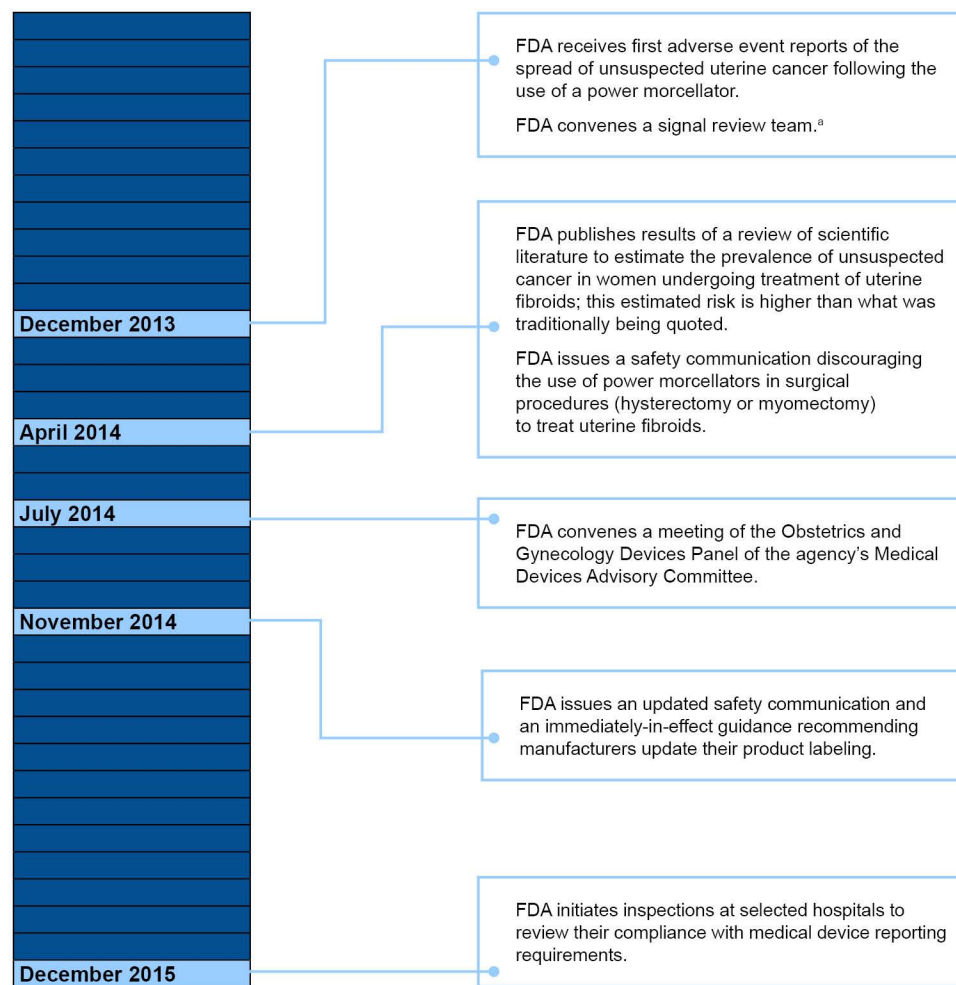 FDA receives first adverse event reports of the
spread of unsuspected uterine cancer following the
use of a power morcellator.
FDA convenes a signal review team.ᵃ
December 2013
FDA publishes results of a review of scientific
literature to estimate the prevalence of unsuspected
cancer in women undergoing treatment of uterine
fibroids; this estimated risk is higher than what was
traditionally being quoted.
FDA issues a safety communication discouraging
the use of power morcellators in surgical
procedures (hysterectomy or myomectomy)
to treat uterine fibroids.
April 2014
July 2014
FDA convenes a meeting of the Obstetrics and
Gynecology Devices Panel of the agency’s Medical
Devices Advisory Committee.
November 2014
FDA issues an updated safety communication and
an immediately-in-effect guidance recommending
manufacturers update their product labeling.
FDA initiates inspections at selected hospitals to
review their compliance with medical device reporting
requirements.
December 2015